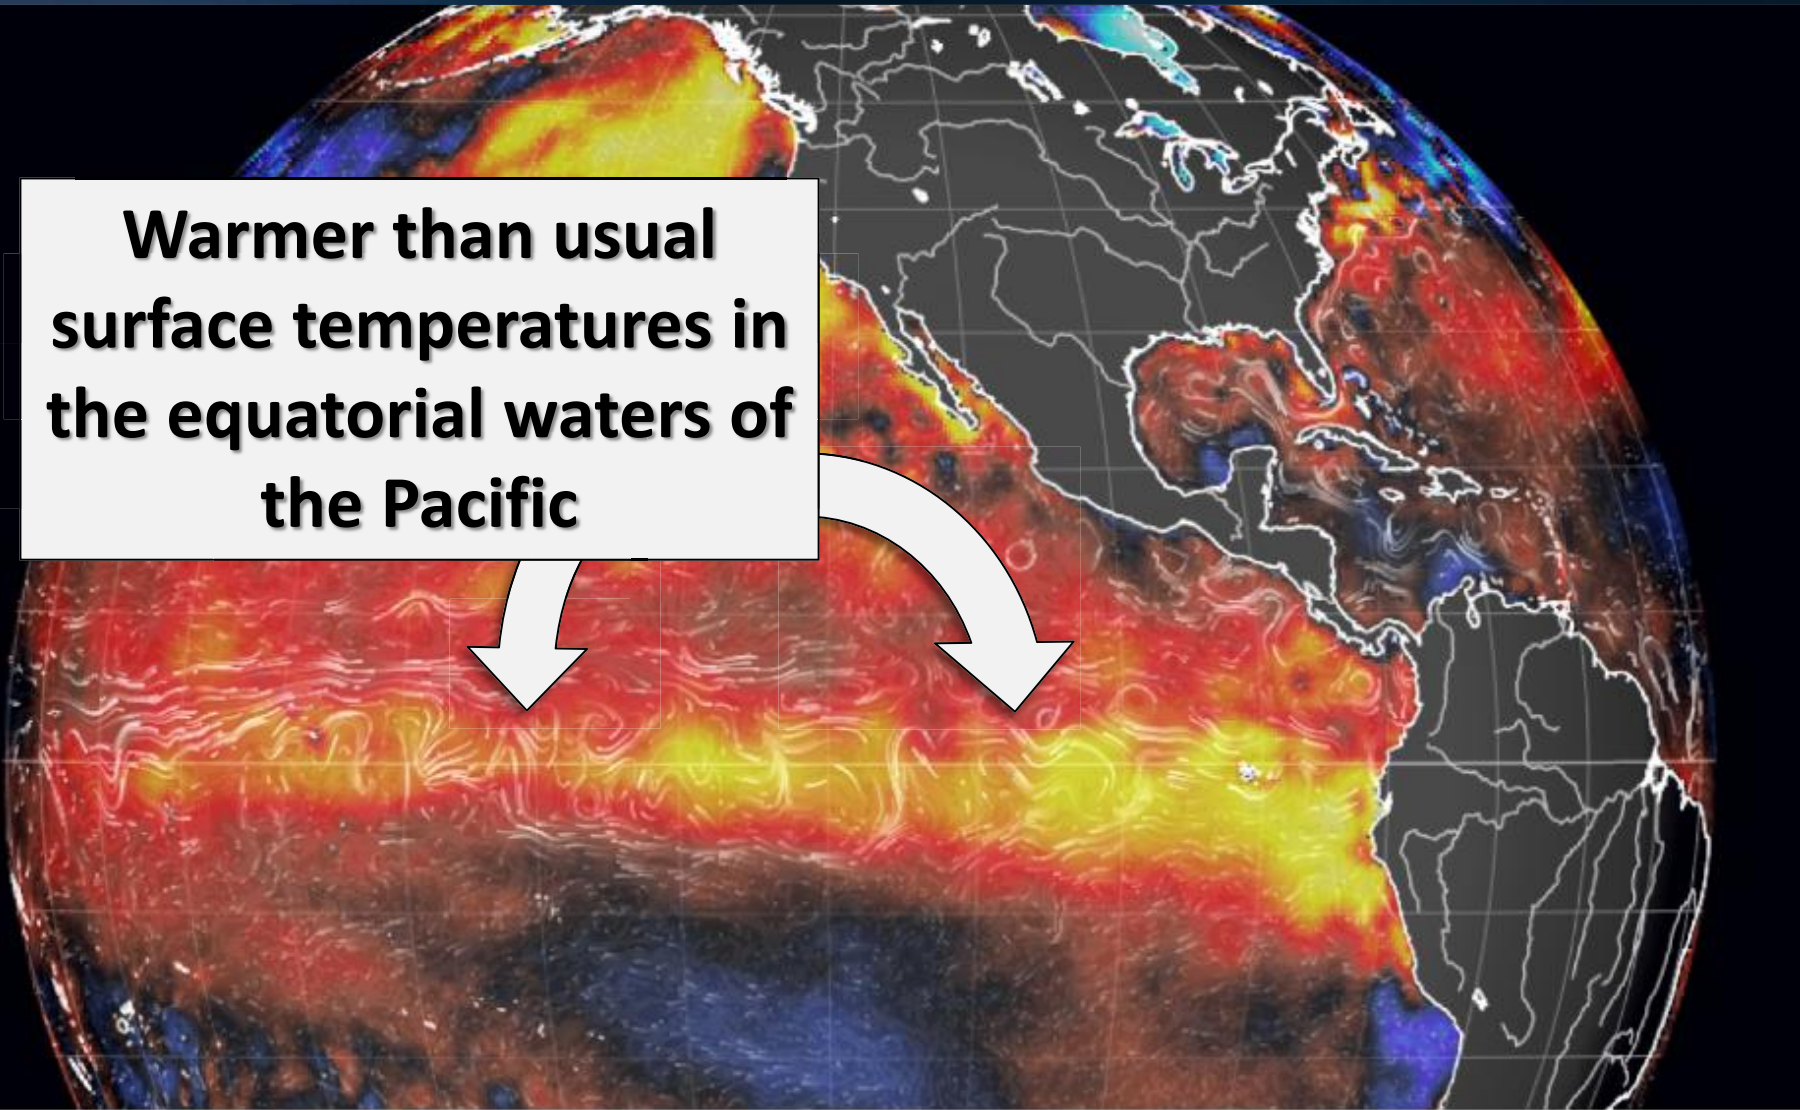 Warmer than usual
surface temperatures in
the equatorial waters of
the Pacific